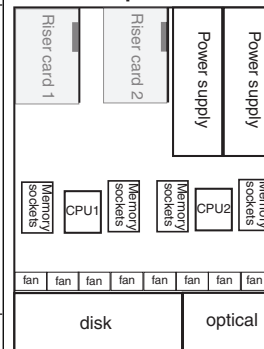 Riser card 1
Riser card 2
Power supply
Power supply
Memory
sockets
CPU1
Memory
sockets
Memory
sockets
CPU2
Memory
sockets
fan fan fan fan fan fan fan fan
disk
optical